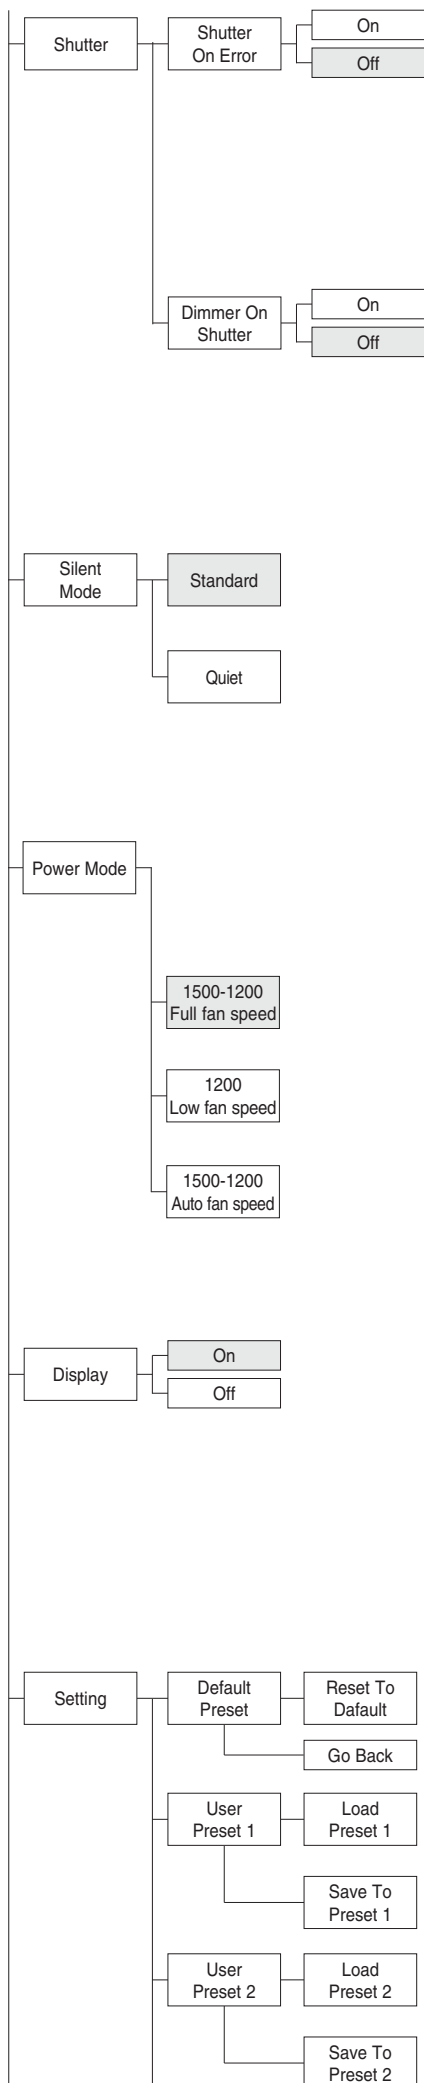 Shutter
Shutter
On Error
On
Off
Dimmer On
Shutter
On
Off
Silent
Mode
Standard
Quiet
Power Mode
1500-1200
Full fan speed
1200
Low fan speed
1500-1200
Auto fan speed
Display
On
Off
Setting
Default
Preset
Reset To
Dafault
Go Back
User
Preset 1
Load
Preset 1
Save To
Preset 1
User
Preset 2
Load
Preset 2
Save To
Preset 2